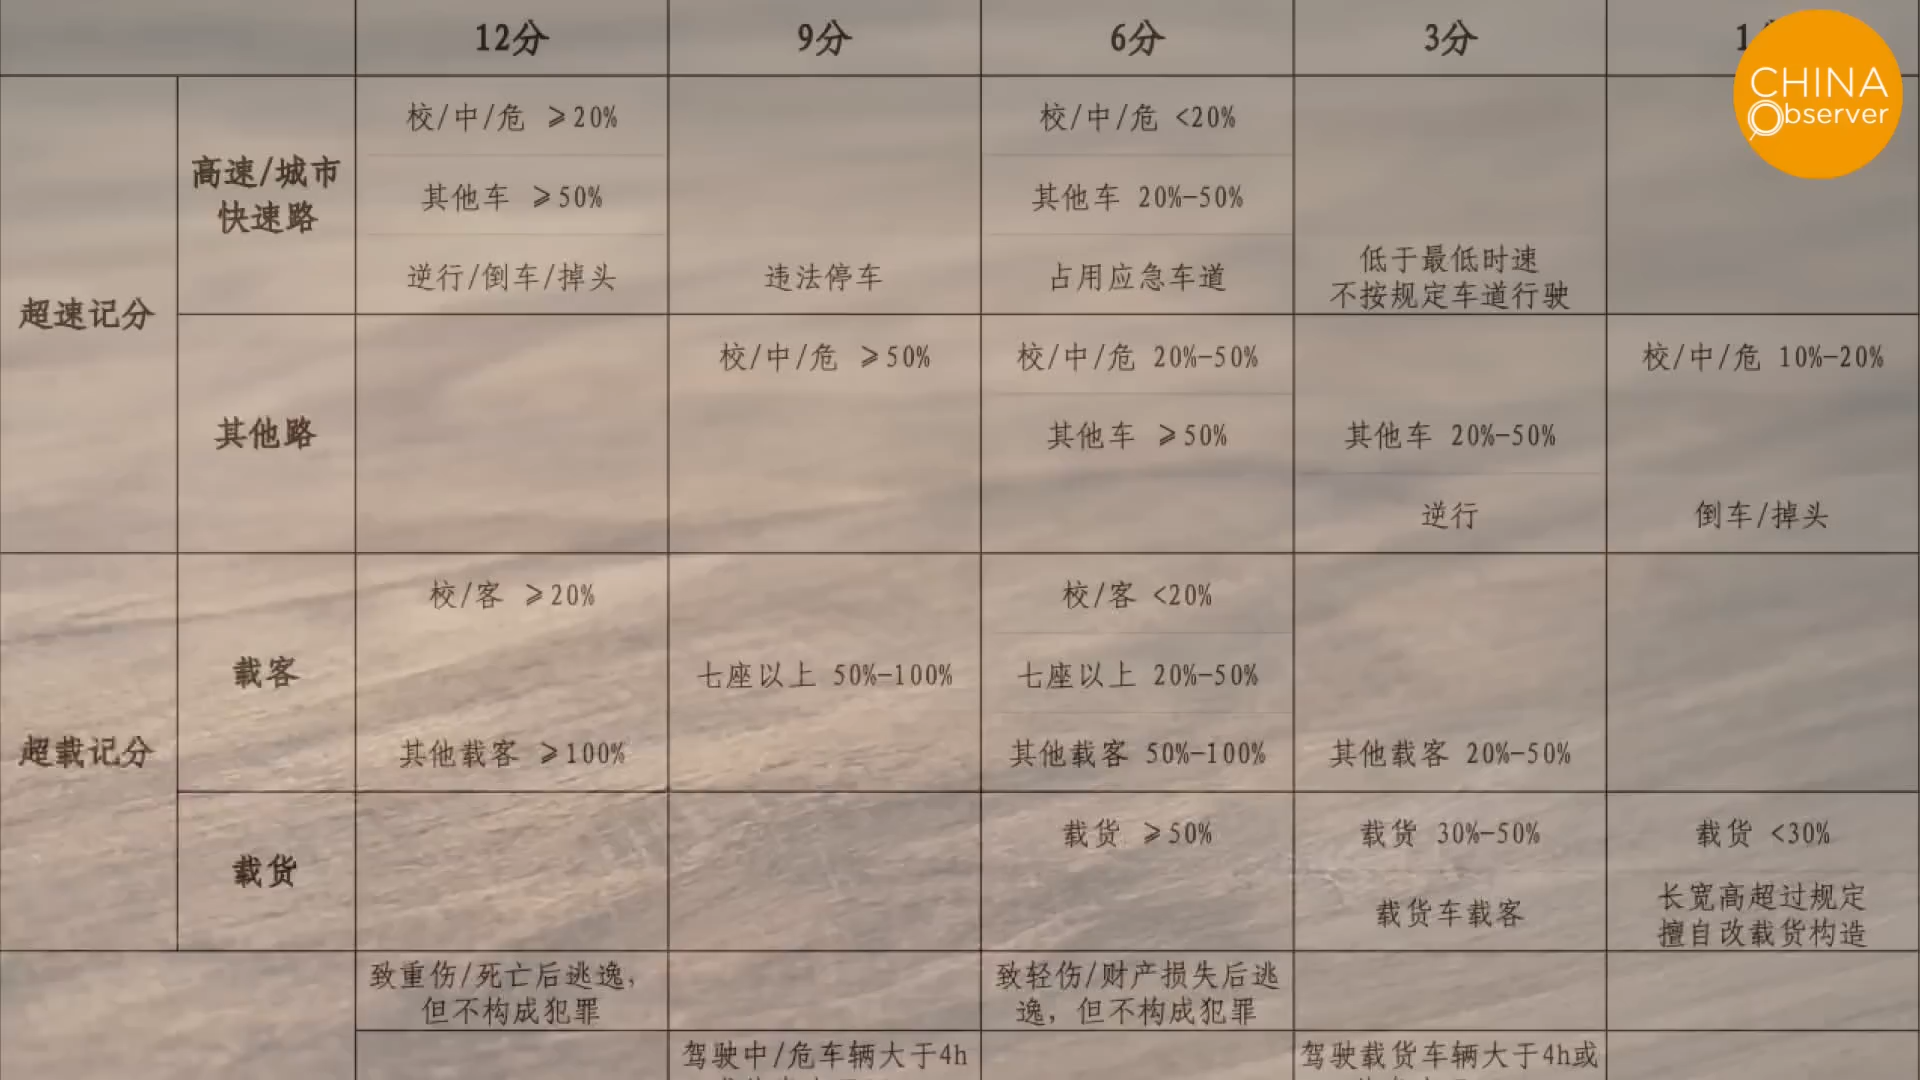 12分
9分
6分
3分
CHINA
Observer
超速记分
高速/城市
快速路
校/中/危 ⩾20%
其他车 ⩾50%
逆行/倒车/掉头
违法停车
校/中/危 <20%
其他车 20%-50%
占用应急车道
低于最低时速
不按规定车道行驶
其他路
校/中/危 ⩾50%
校/中/危 20%-50%
其他车 ⩾50%
其他车 20%-50%
逆行
校/中/危 10%-20%
倒车/掉头
超载记分
载客
校/客 ⩾20%
其他载客 ⩾100%
七座以上 50%-100%
校/客 <20%
七座以上 20%-50%
其他载客 50%-100%
其他载客 20%-50%
载货
载货 ⩾50%
载货 30%-50%
载货车载客
载货 <30%
长宽高超过规定
擅自改载货构造
致重伤/死亡后逃逸，
但不构成犯罪
致轻伤/财产损失后逃
逸，但不构成犯罪
驾驶中/危车辆大于4h
驾驶载货车辆大于4h或